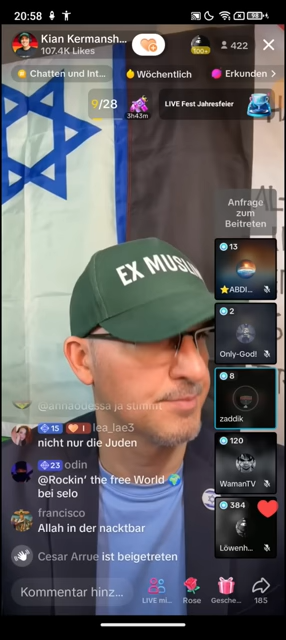 20:58
98
Kian Kermansh...
107.4K Likes
100+
422
Chatten und Int...
Wöchentlich
Erkunden
9/28
3h43m
LIVE Fest Jahresfeier
Anfrage
zum
Beitreten
EX MUSLIM
13
ABDI...
2
Only-God!
8
zaddik
120
WamanTV
384
Löwenh...
@annaodessa ja stimmt
15
1
lea_lae3
nicht nur die Juden
23
odin
@Rockin' the free World 🌍
bei selo
francisco
Allah in der nacktbar
Cesar Arrue ist beigetreten
Kommentar hinz...
LIVE mi...
Rose
Gesche...
185